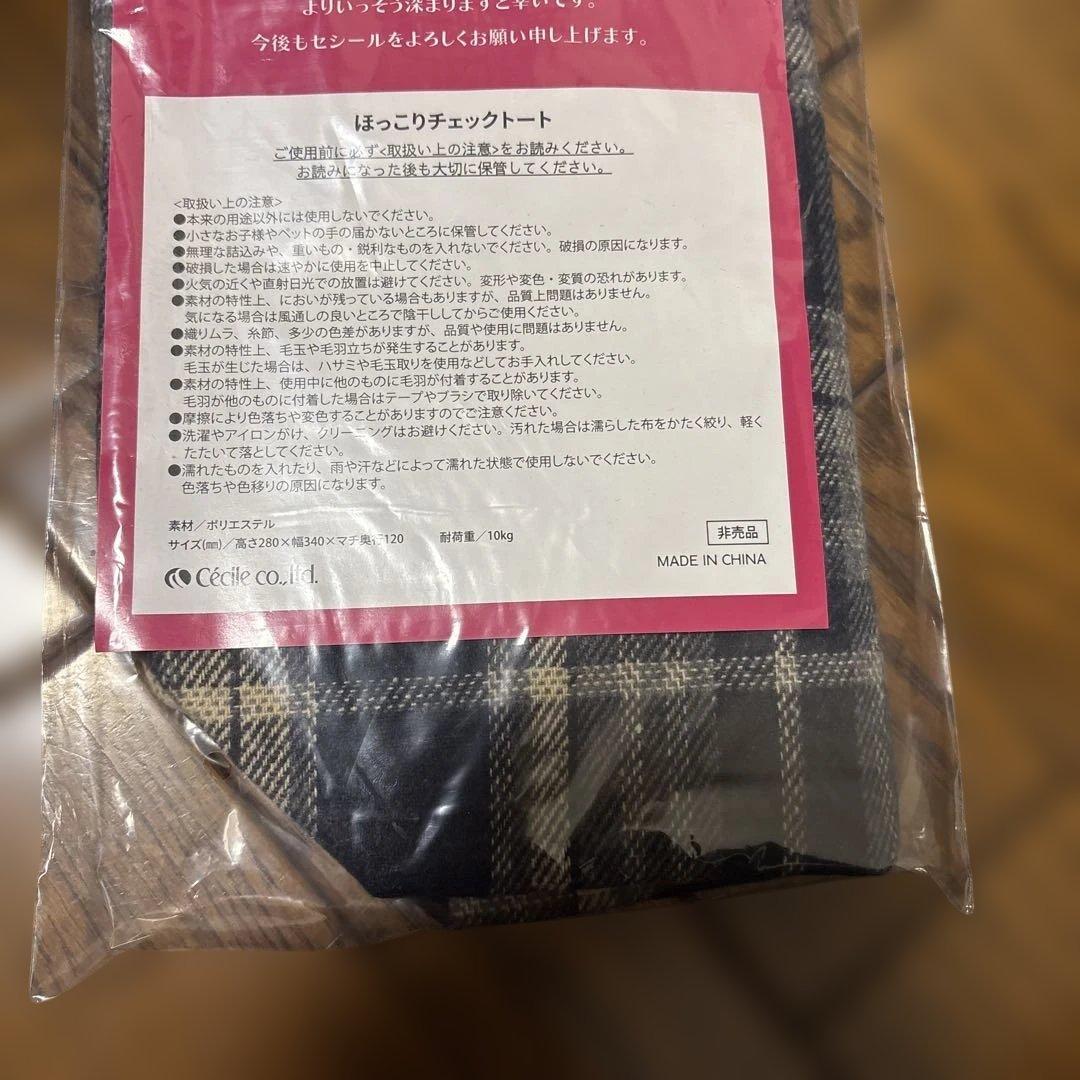 よりいっそう深まりますと幸いです。
今後もセシールをよろしくお願い申し上げます。
ほっこりチェックトート
ご使用前に必ず<取扱い上の注意>をお読みください。
お読みになった後も大切に保管してください。
<取扱い上の注意>
●本来の用途以外には使用しないでください。
●小さなお子様やペットの手の届かないところに保管してください。
●無理な詰込みや、重いもの・鋭利なものを入れないでください。破損の原因になります。
●破損した場合は速やかに使用を中止してください。
●火気の近くや直射日光での放置は避けてください。変形や変色・変質の恐れがあります。
●素材の特性上、においが残っている場合もありますが、品質上問題はありません。
気になる場合は風通しの良いところで陰干ししてからご使用ください。
●織りムラ、糸節、多少の色差がありますが、品質や使用に問題はありません。
●素材の特性上、毛玉や毛羽立ちが発生することがあります。
毛玉が生じた場合は、ハサミや毛玉取りを使用などしてお手入れしてください。
●素材の特性上、使用中に他のものに毛羽が付着することがあります。
毛羽が他のものに付着した場合はテープやブラシで取り除いてください。
●摩擦により色落ちや変色することがありますのでご注意ください。
●洗濯やアイロンがけ、クリーニングはお避けください。汚れた場合は濡らした布をかたく絞り、軽く
たたいて落としてください。
●濡れたものを入れたり、雨や汗などによって濡れた状態で使用しないでください。
色落ちや色移りの原因になります。
素材／ポリエステル
サイズ(㎜)／高さ280×幅340×マチ奥行120 耐荷重／10kg
非売品
Cécile co.,ltd.
MADE IN CHINA